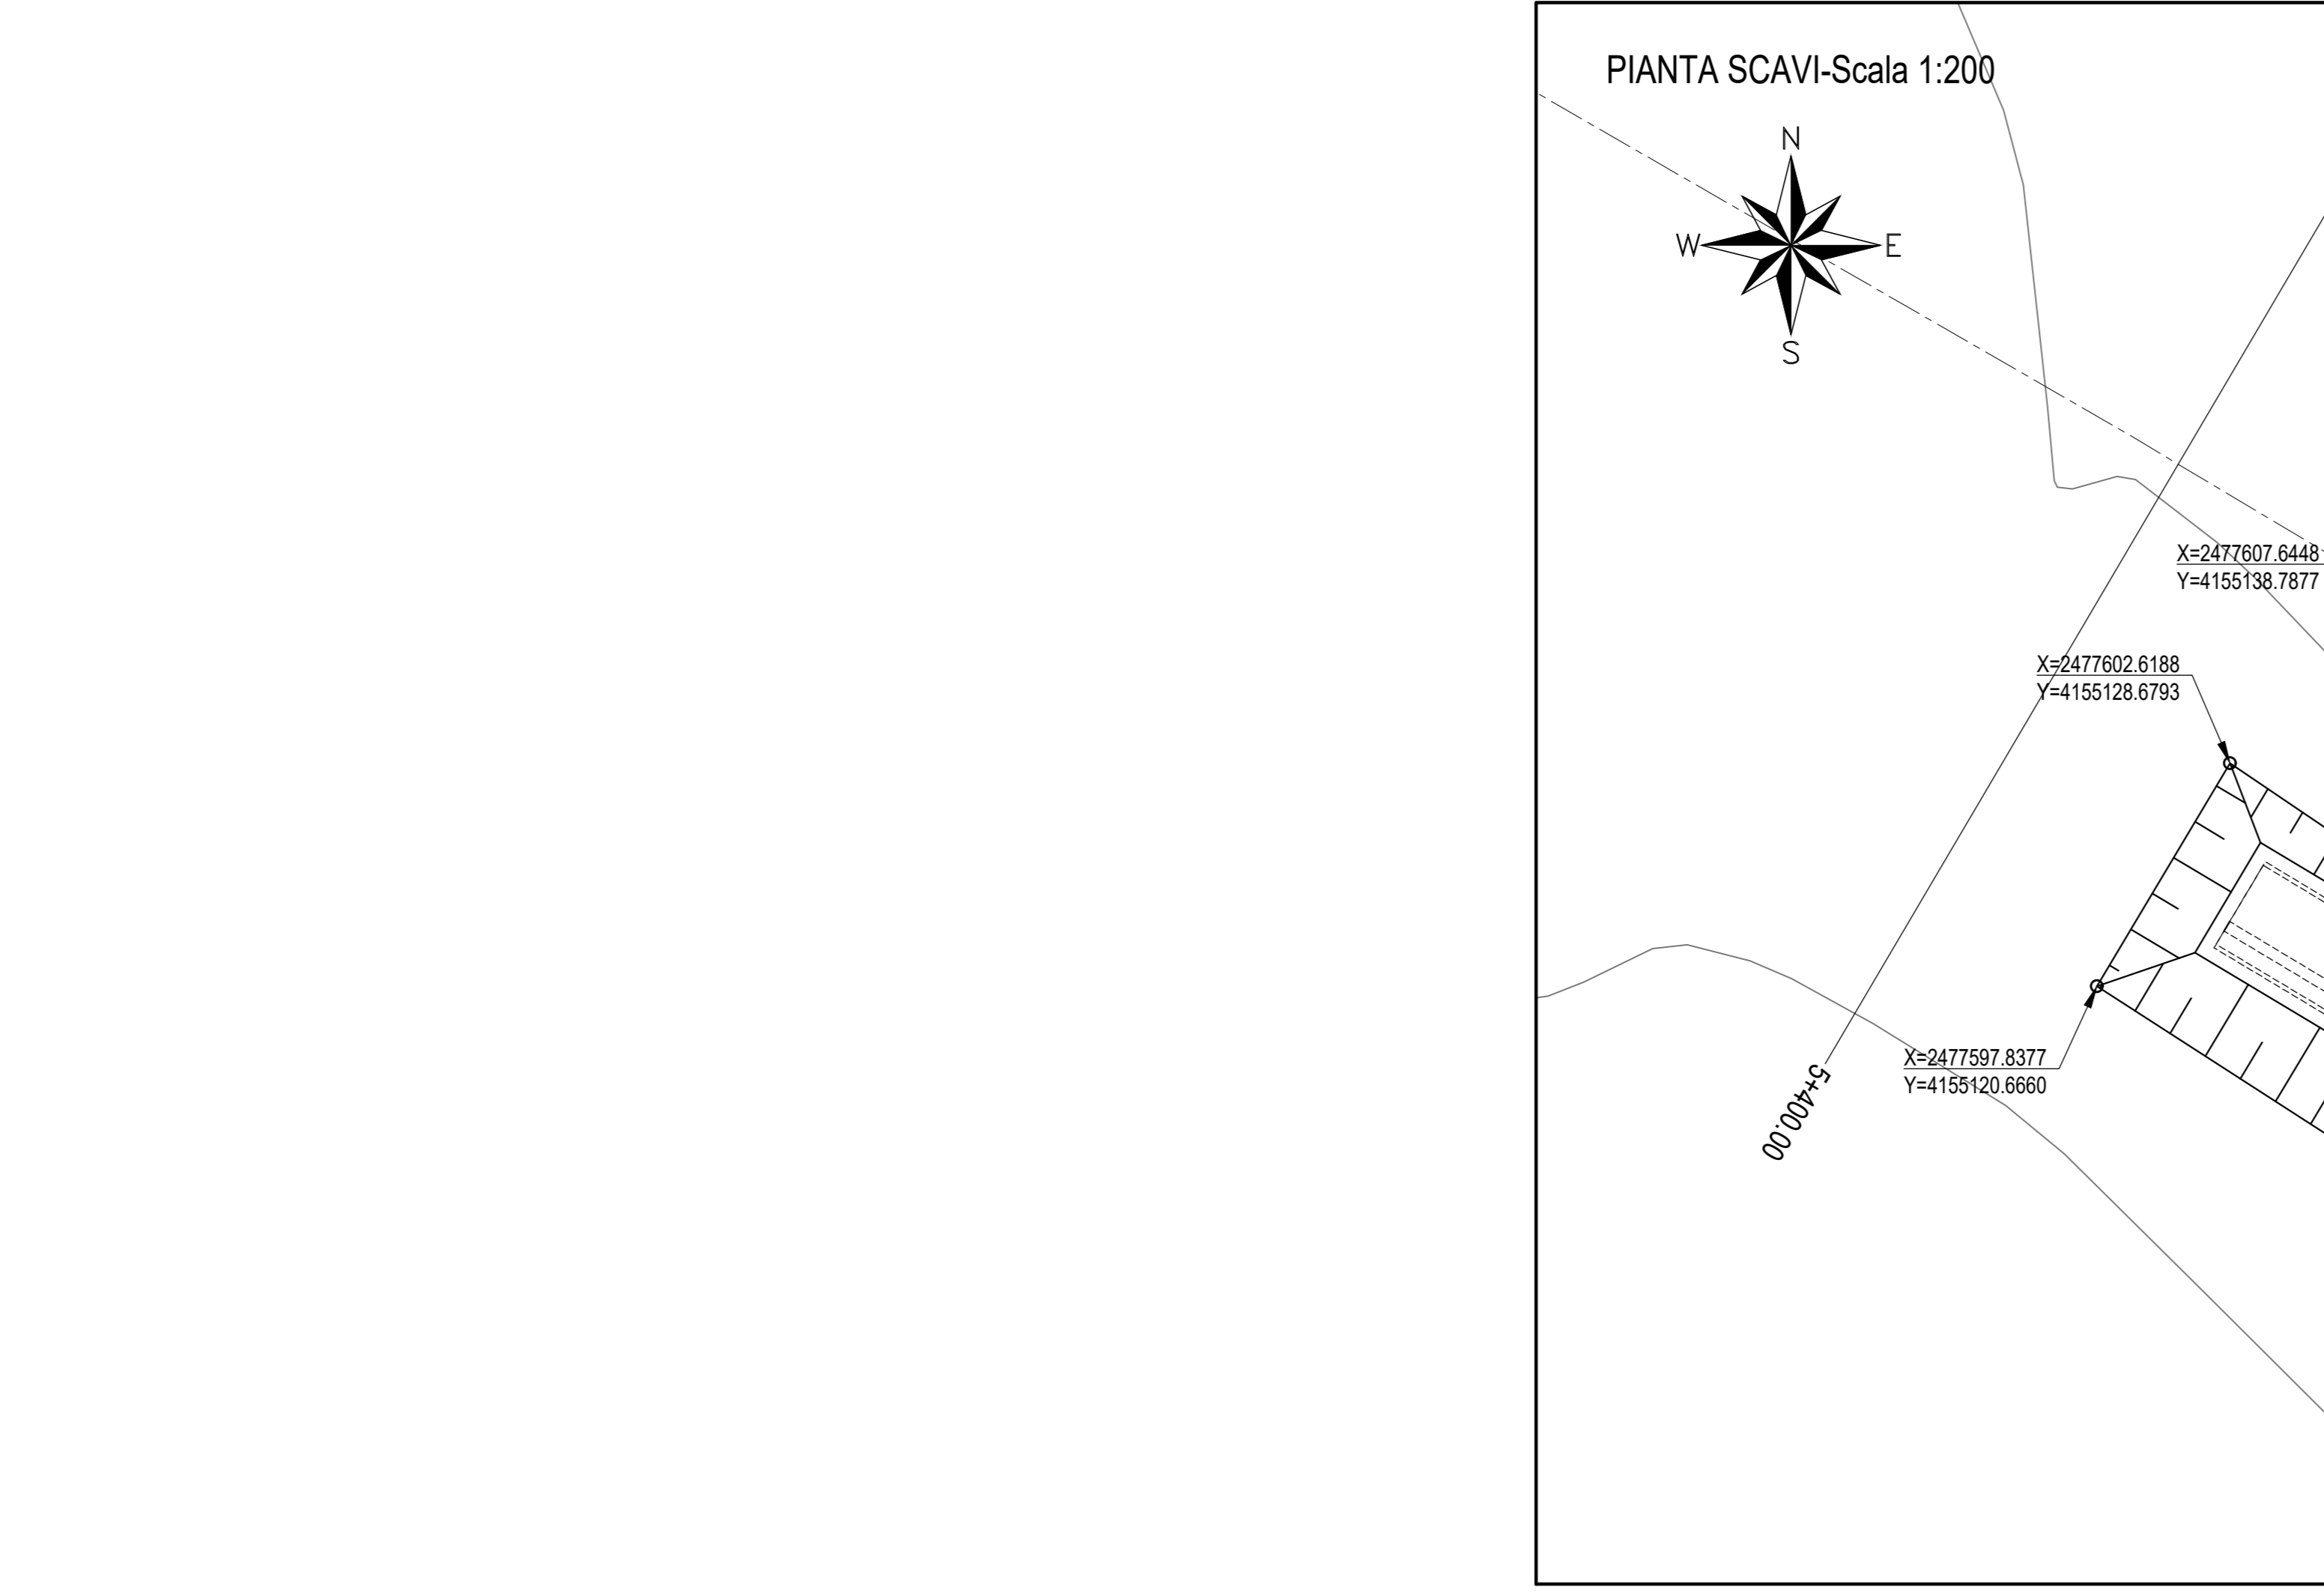 PIANTA SCAVI-Scala 1:200
N
W
E
S
X=2477607.6448
Y=4155138.7877
X=2477602.6188
Y=4155128.6793
X=2477597.8377
Y=4155120.6660
5+400.00